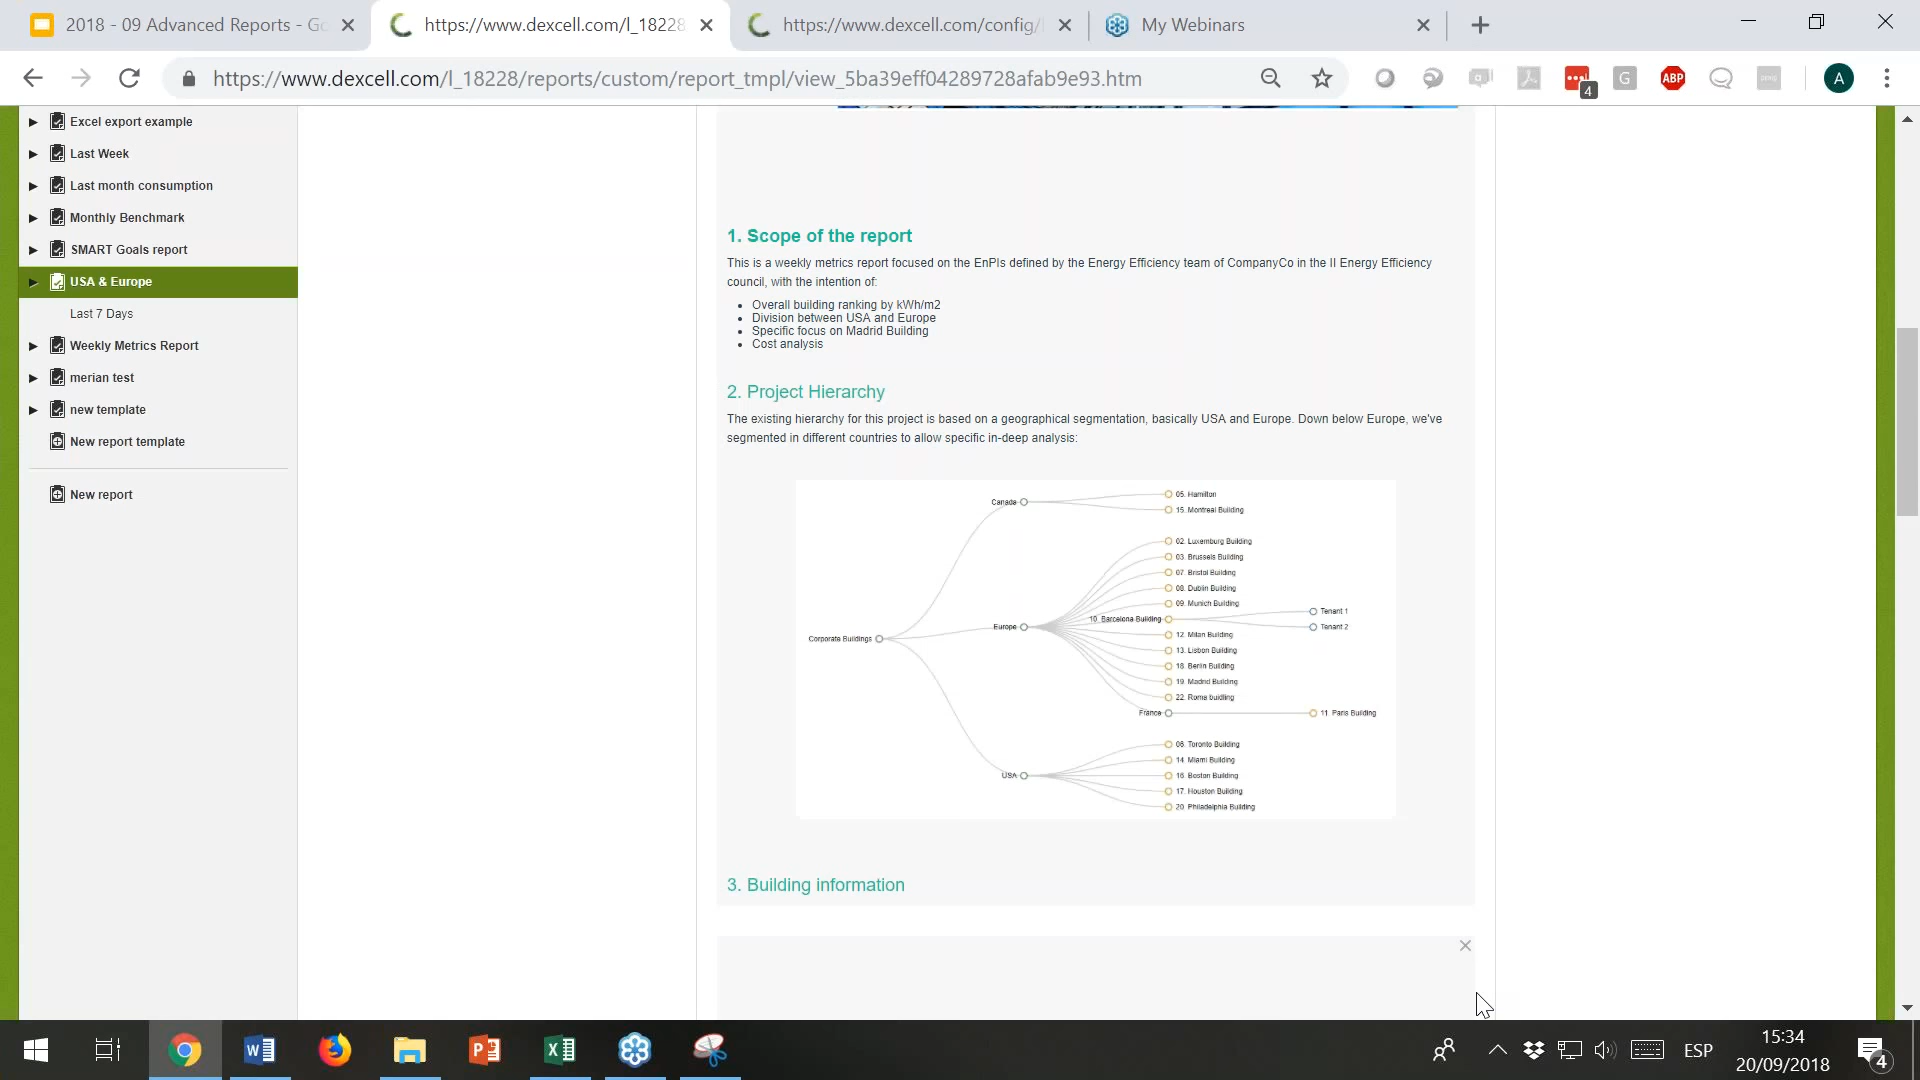 2018 - 09 Advanced Reports - Go
https://www.dexcell.com/l_18228
https://www.dexcell.com/config/
My Webinars
https://www.dexcell.com/l_18228/reports/custom/report_tmpl/view_5ba39eff04289728afab9e93.htm
4
G
ABP
A
Excel export example
Last Week
Last month consumption
Monthly Benchmark
SMART Goals report
USA & Europe
Last 7 Days
Weekly Metrics Report
merian test
new template
New report template
New report
1. Scope of the report
This is a weekly metrics report focused on the EnPIs defined by the Energy Efficiency team of CompanyCo in the II Energy Efficiency
council, with the intention of:
Overall building ranking by kWh/m2
Division between USA and Europe
Specific focus on Madrid Building
Cost analysis
2. Project Hierarchy
The existing hierarchy for this project is based on a geographical segmentation, basically USA and Europe. Down below Europe, we've
segmented in different countries to allow specific in-deep analysis:
Corporate Buildings
Canada
05. Hamilton
15. Montreal Building
Europe
02. Luxemburg Building
03. Brussels Building
07. Bristol Building
08. Dublin Building
09. Munich Building
10. Barcelona Building
Tenant 1
Tenant 2
12. Milan Building
13. Lisbon Building
18. Berlin Building
19. Madrid Building
22. Roma buidling
France
11. Paris Building
USA
06. Toronto Building
14. Miami Building
16. Boston Building
17. Houston Building
20. Philadelphia Building
3. Building information
ESP
15:34
20/09/2018
4